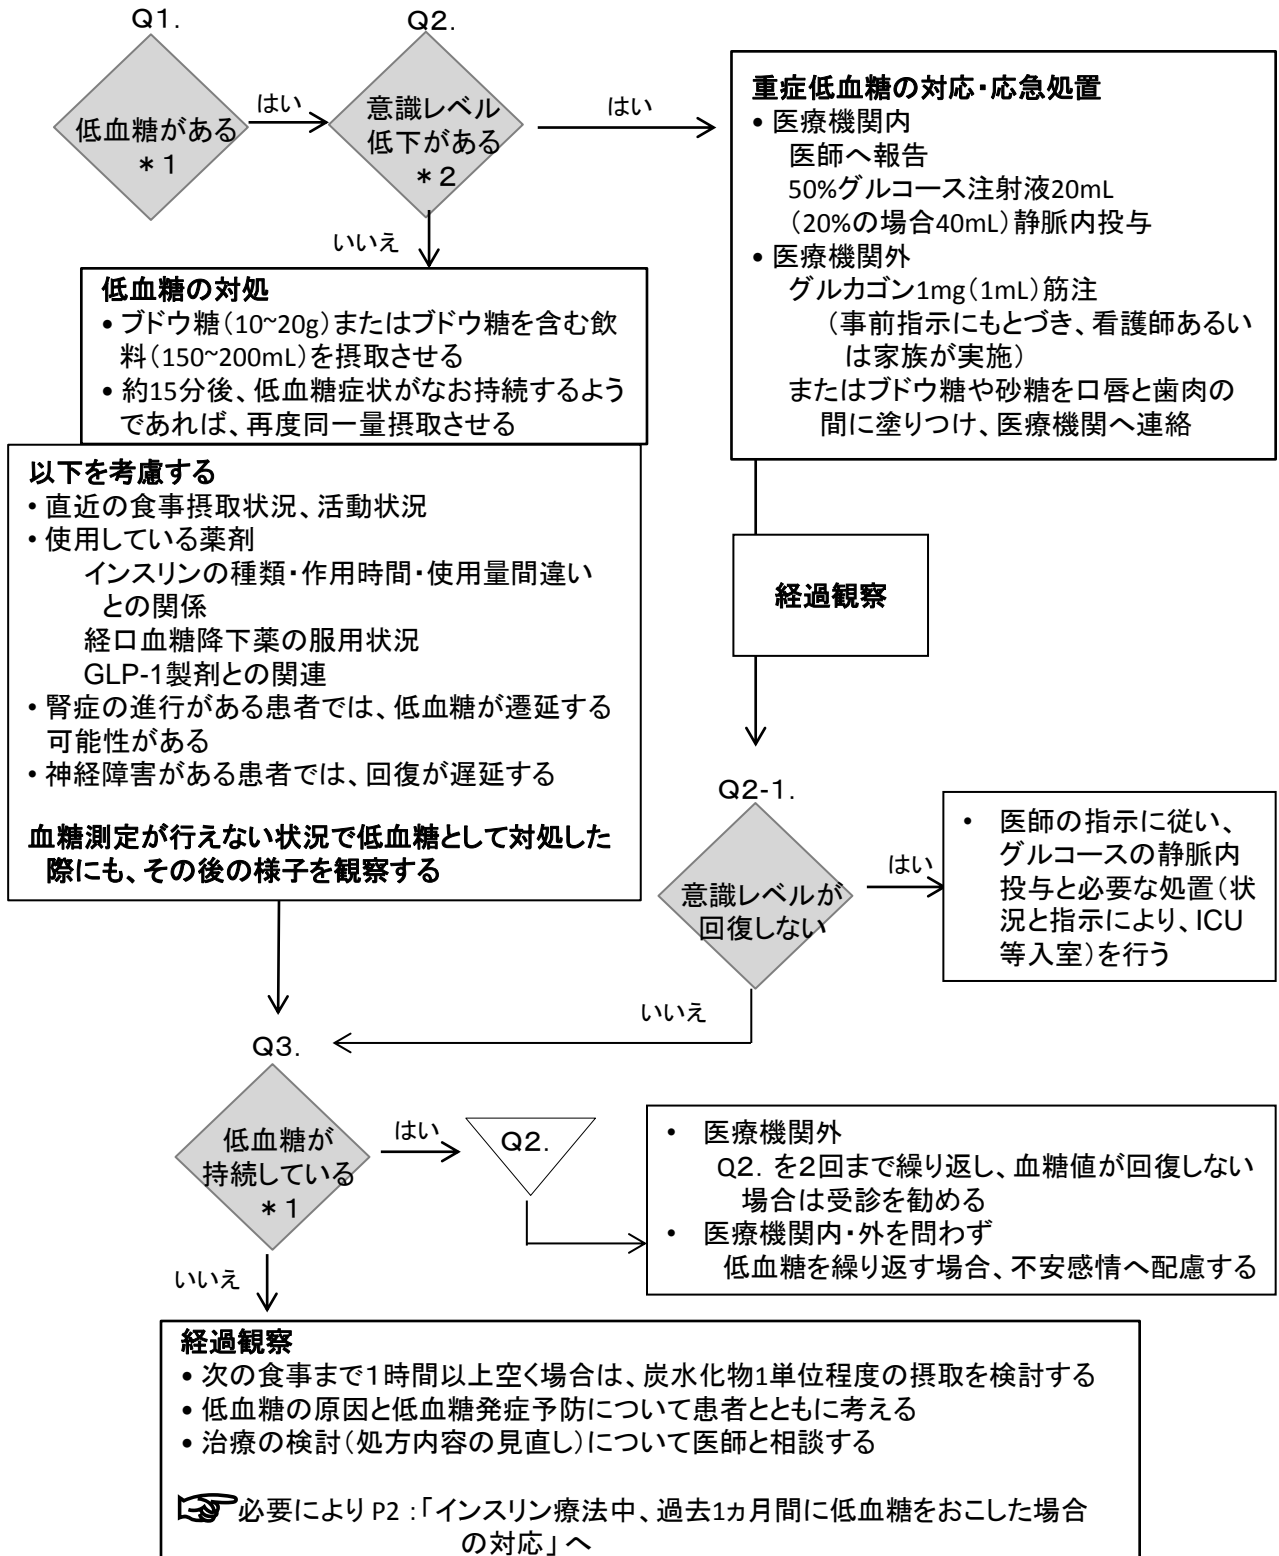 Q1.
低血糖がある
＊1
はい
Q2.
意識レベル
低下がある
＊2
はい
いいえ
重症低血糖の対応・応急処置
• 医療機関内
医師へ報告
50%グルコース注射液20mL
（20%の場合40mL）静脈内投与
• 医療機関外
グルカゴン1mg（1mL）筋注
（事前指示にもとづき、看護師あるい
は家族が実施）
またはブドウ糖や砂糖を口唇と歯肉の
間に塗りつけ、医療機関へ連絡
低血糖の対処
• ブドウ糖（10~20g）またはブドウ糖を含む飲
料（150~200mL）を摂取させる
• 約15分後、低血糖症状がなお持続するよう
であれば、再度同一量摂取させる
以下を考慮する
• 直近の食事摂取状況、活動状況
• 使用している薬剤
インスリンの種類・作用時間・使用量間違い
との関係
経口血糖降下薬の服用状況
GLP-1製剤との関連
• 腎症の進行がある患者では、低血糖が遷延する
可能性がある
• 神経障害がある患者では、回復が遅延する
血糖測定が行えない状況で低血糖として対処した
際にも、その後の様子を観察する
経過観察
Q2-1.
意識レベルが
回復しない
はい
• 医師の指示に従い、
グルコースの静脈内
投与と必要な処置（状
況と指示により、ICU
等入室）を行う
いいえ
Q3.
低血糖が
持続している
＊1
はい
Q2.
• 医療機関外
Q2．を2回まで繰り返し、血糖値が回復しない
場合は受診を勧める
• 医療機関内・外を問わず
低血糖を繰り返す場合、不安感情へ配慮する
いいえ
経過観察
• 次の食事まで１時間以上空く場合は、炭水化物1単位程度の摂取を検討する
• 低血糖の原因と低血糖発症予防について患者とともに考える
• 治療の検討（処方内容の見直し）について医師と相談する
☞必要により P2 ：「インスリン療法中、過去1ヵ月間に低血糖をおこした場合
の対応」へ